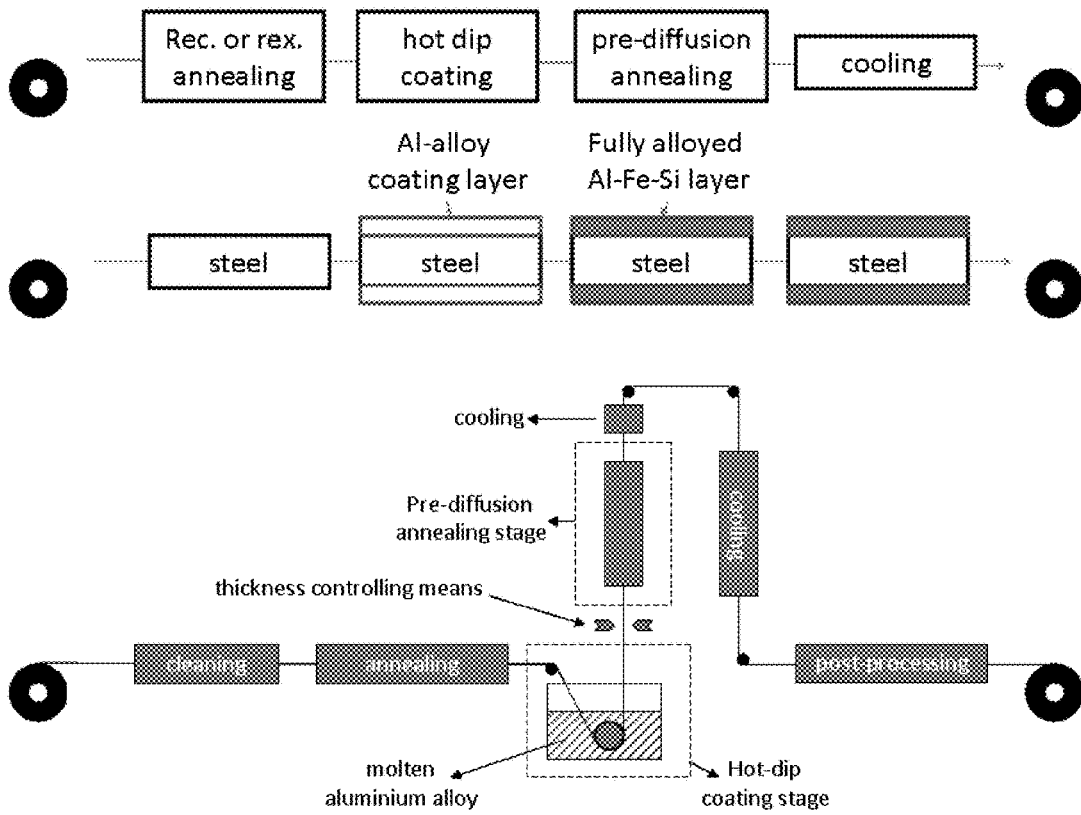 Rec. or rex.
annealing
hot dip
coating
pre-diffusion
annealing
cooling
Al-alloy
coating layer
Fully alloyed
Al-Fe-Si layer
steel
steel
steel
steel
cooling
Pre-diffusion
annealing stage
cooling
thickness controlling means
cleaning
annealing
post-processing
molten
aluminium alloy
Hot-dip
coating stage